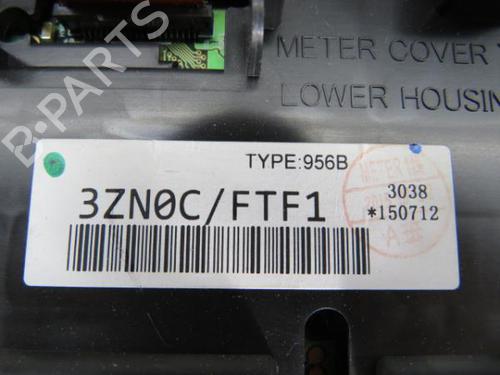 METER COVER
LOWER HOUSIN
B-PARTS
TYPE:956B
3ZN0C/FTF1
3038
*150712